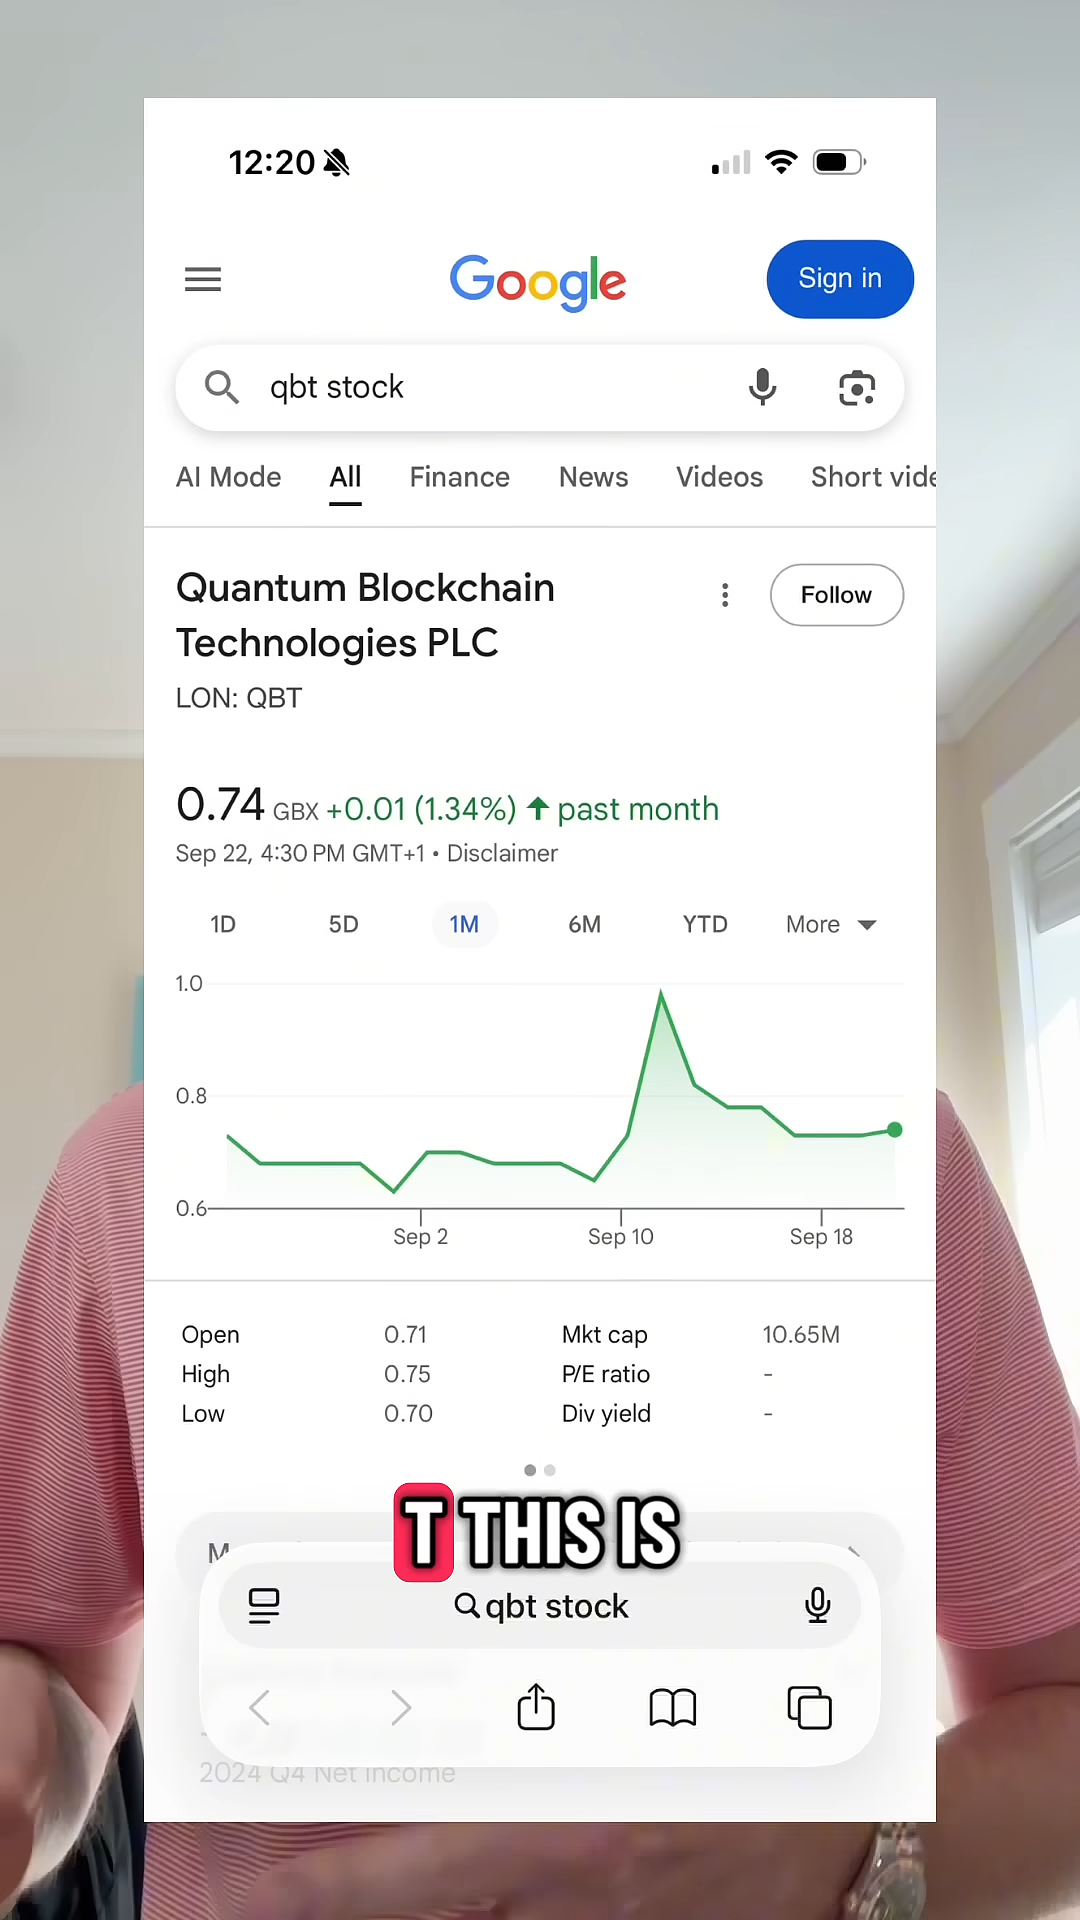 12:20
Google
Sign in
qbt stock
AI Mode All Finance News Videos Short vide
Quantum Blockchain
Technologies PLC
Follow
LON: QBT
0.74 GBX +0.01 (1.34%) past month
Sep 22, 4:30 PM GMT+1 • Disclaimer
1D 5D 1M 6M YTD More
1.0
0.8
0.6
Sep 2 Sep 10 Sep 18
Open 0.71 Mkt cap 10.65M
High 0.75 P/E ratio -
Low 0.70 Div yield -
T THIS IS
qbt stock
2024 Q4 Net Income